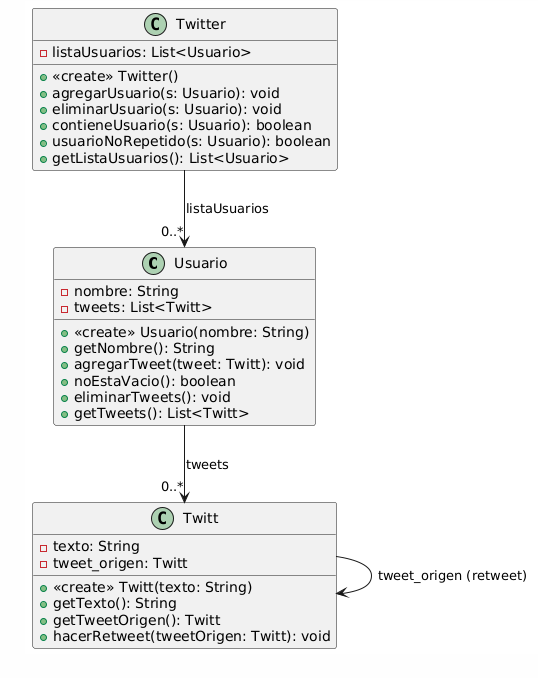 C Twitter
listaUsuarios: List<Usuario>
«create» Twitter()
agregarUsuario(s: Usuario): void
eliminarUsuario(s: Usuario): void
contieneUsuario(s: Usuario): boolean
usuarioNoRepetido(s: Usuario): boolean
getListaUsuarios(): List<Usuario>
listaUsuarios
0..*
C Usuario
nombre: String
tweets: List<Twitt>
«create» Usuario(nombre: String)
getNombre(): String
agregarTweet(tweet: Twitt): void
noEstaVacio(): boolean
eliminarTweets(): void
getTweets(): List<Twitt>
tweets
0..*
C Twitt
texto: String
tweet_origen: Twitt
tweet_origen (retweet)
«create» Twitt(texto: String)
getTexto(): String
getTweetOrigen(): Twitt
hacerRetweet(tweetOrigen: Twitt): void